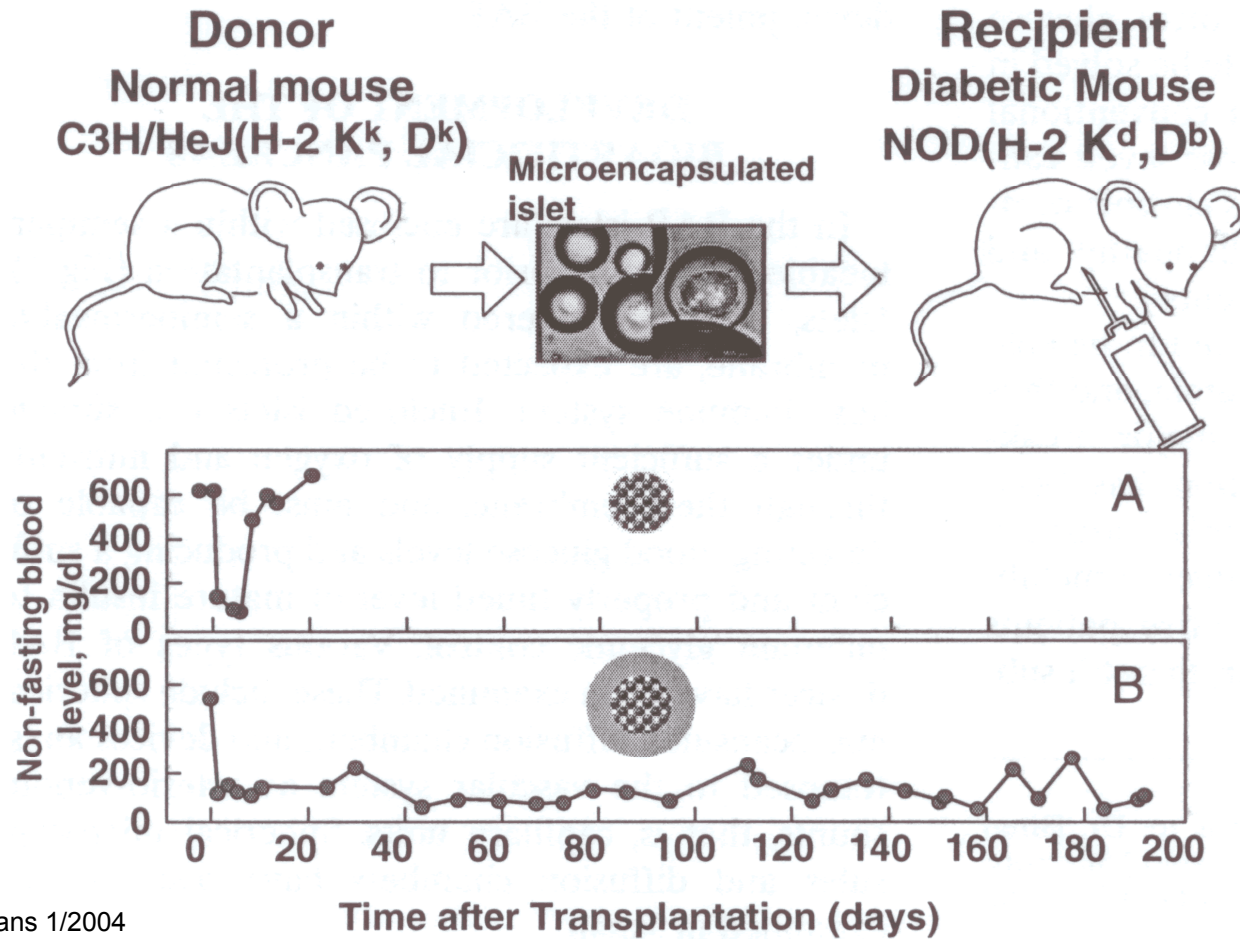 Donor
Normal mouse
C3H/HeJ(H-2 Kᵏ, Dᵏ)
Recipient
Diabetic Mouse
NOD(H-2 Kᵈ,Dᵇ)
Microencapsulated
islet
Non-fasting blood
level, mg/dl
600
400
200
0
A
600
400
200
0
B
0 20 40 60 80 100 120 140 160 180 200
Time after Transplantation (days)
ans 1/2004